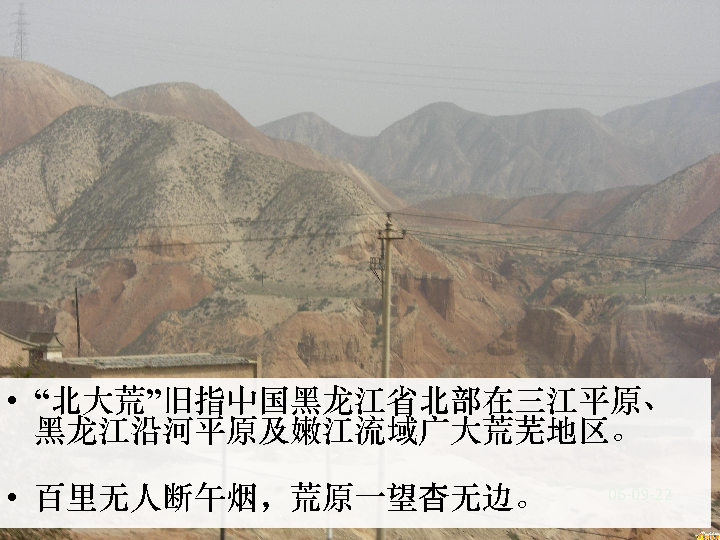 • “北大荒”旧指中国黑龙江省北部在三江平原、
黑龙江沿河平原及嫩江流域广大荒芜地区。
• 百里无人断午烟，荒原一望杳无边。
06-09-22